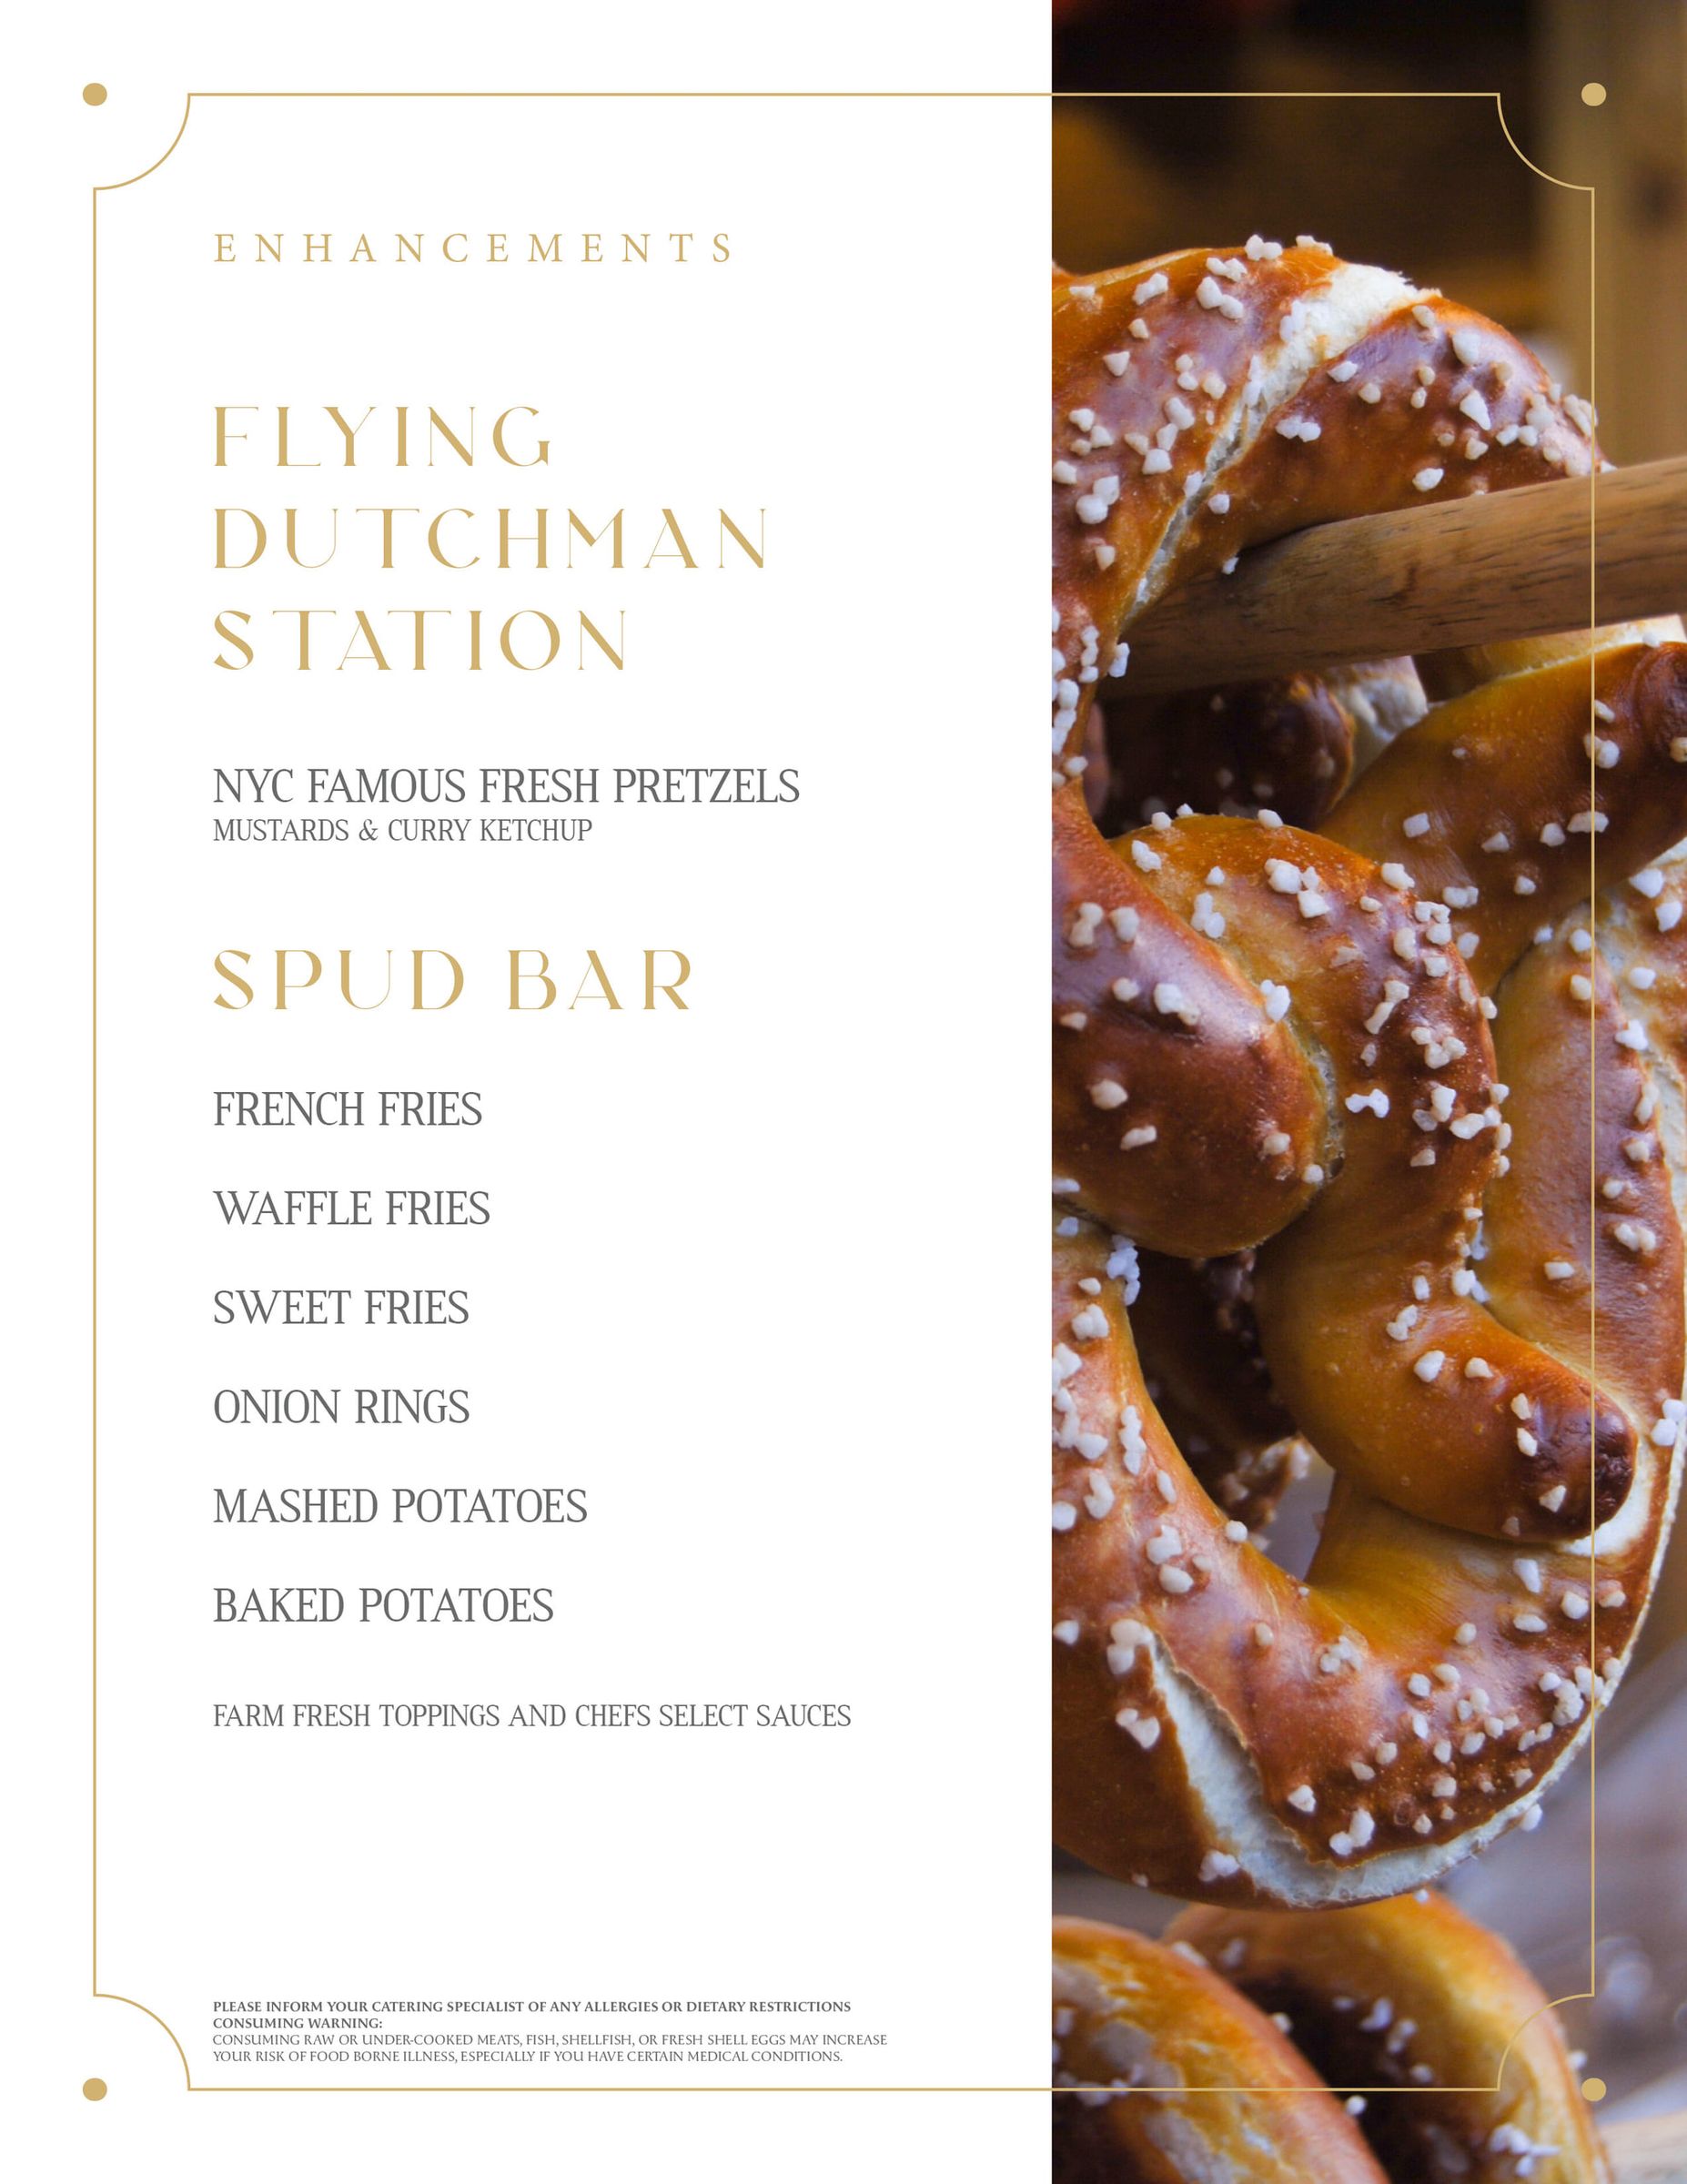 ENHANCEMENTS
FLYING
DUTCHMAN
STATION
NYC FAMOUS FRESH PRETZELS
MUSTARDS & CURRY KETCHUP
SPUD BAR
FRENCH FRIES
WAFFLE FRIES
SWEET FRIES
ONION RINGS
MASHED POTATOES
BAKED POTATOES
FARM FRESH TOPPINGS AND CHEFS SELECT SAUCES
PLEASE INFORM YOUR CATERING SPECIALIST OF ANY ALLERGIES OR DIETARY RESTRICTIONS
CONSUMING WARNING:
CONSUMING RAW OR UNDER-COOKED MEATS, FISH, SHELLFISH, OR FRESH SHELL EGGS MAY INCREASE
YOUR RISK OF FOOD BORNE ILLNESS, ESPECIALLY IF YOU HAVE CERTAIN MEDICAL CONDITIONS.